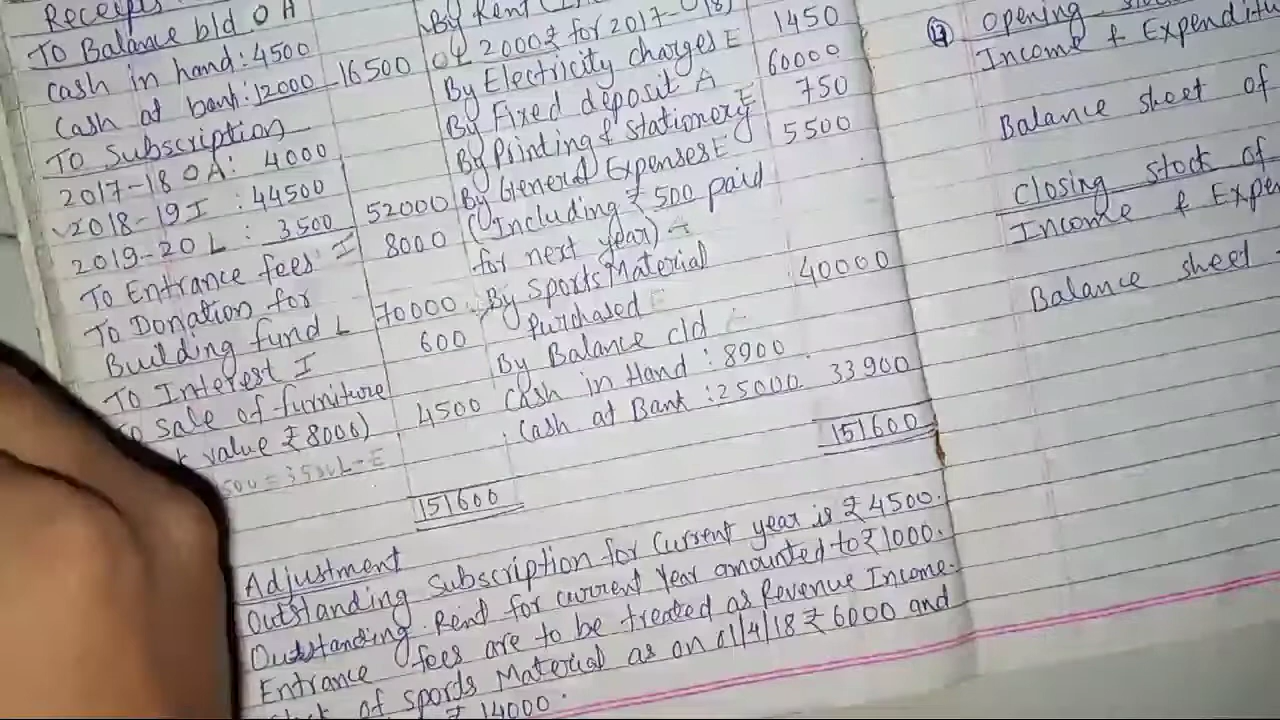 Receipts
To Balance b/d O A
Cash in hand: 4500
Cash at bank: 12000 16500
To Subscription
2017-18 O A: 4000
2018-19 I : 44500
2019-20 L : 3500 52000
To Entrance fees I 8000
To Donation for
Building fund L 70000
To Interest I 600
To Sale of furniture
value ₹ 8000) 4500
151600
By Rent
OL 2000₹ for 2017-18)
By Electricity charges E 1450
By Fixed deposit A 60000
By Printing & Stationory E 750
By General Expenses E 5500
(Including ₹ 500 paid
for next year)
By Sports Material
Purchased 40000
By Balance c/d
Cash in Hand : 8900
Cash at Bank : 25000 33900
151600
Adjustment
Outstanding Subscription for Current year is ₹ 4500.
Outstanding Rend for current Year amounted to ₹ 1000.
Entrance fees are to be treated as Revenue Income.
of sports Material as on 01/4/18 ₹ 6000 and
₹ 14000.
Opening
Income & Expenditu
Balance sheet of
Closing stock of
Income & Expe
Balance sheet